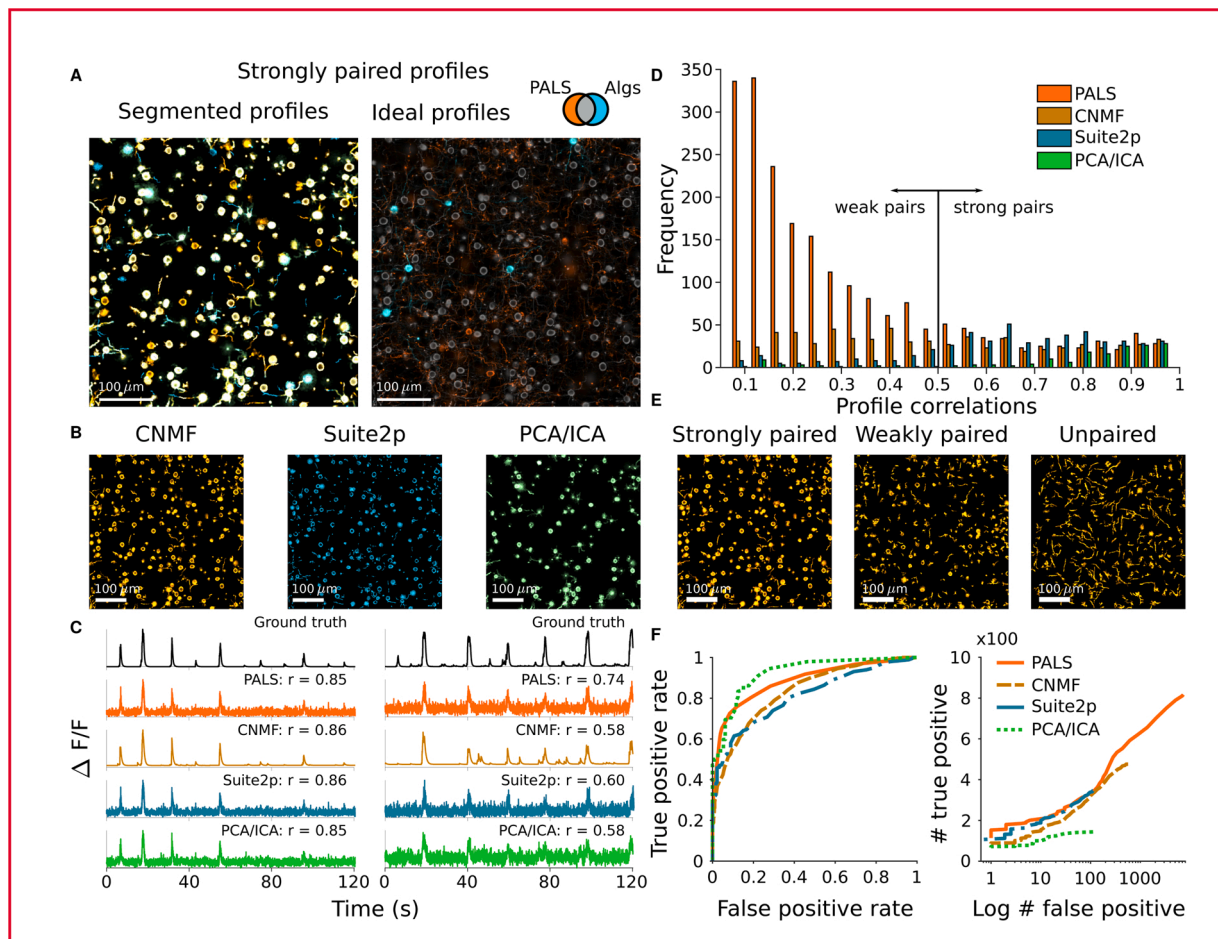 A
Strongly paired profiles
PALS Algs
Segmented profiles
Ideal profiles
100 μm
100 μm
B
CNMF
Suite2p
PCA/ICA
100 μm
100 μm
100 μm
C
Δ F/F
Ground truth
PALS: r = 0.85
CNMF: r = 0.86
Suite2p: r = 0.86
PCA/ICA: r = 0.85
0 40 80 120
Ground truth
PALS: r = 0.74
CNMF: r = 0.58
Suite2p: r = 0.60
PCA/ICA: r = 0.58
0 40 80 120
Time (s)
D
Frequency
350
300
250
200
150
100
50
0
PALS
CNMF
Suite2p
PCA/ICA
weak pairs
strong pairs
0.1 0.2 0.3 0.4 0.5 0.6 0.7 0.8 0.9 1
Profile correlations
E
Strongly paired
Weakly paired
Unpaired
100 μm
100 μm
100 μm
F
True positive rate
1
0.8
0.6
0.4
0.2
0
0 0.2 0.4 0.6 0.8 1
False positive rate
x100
# true positive
10
8
6
4
2
0
PALS
CNMF
Suite2p
PCA/ICA
1 10 100 1000
Log # false positive